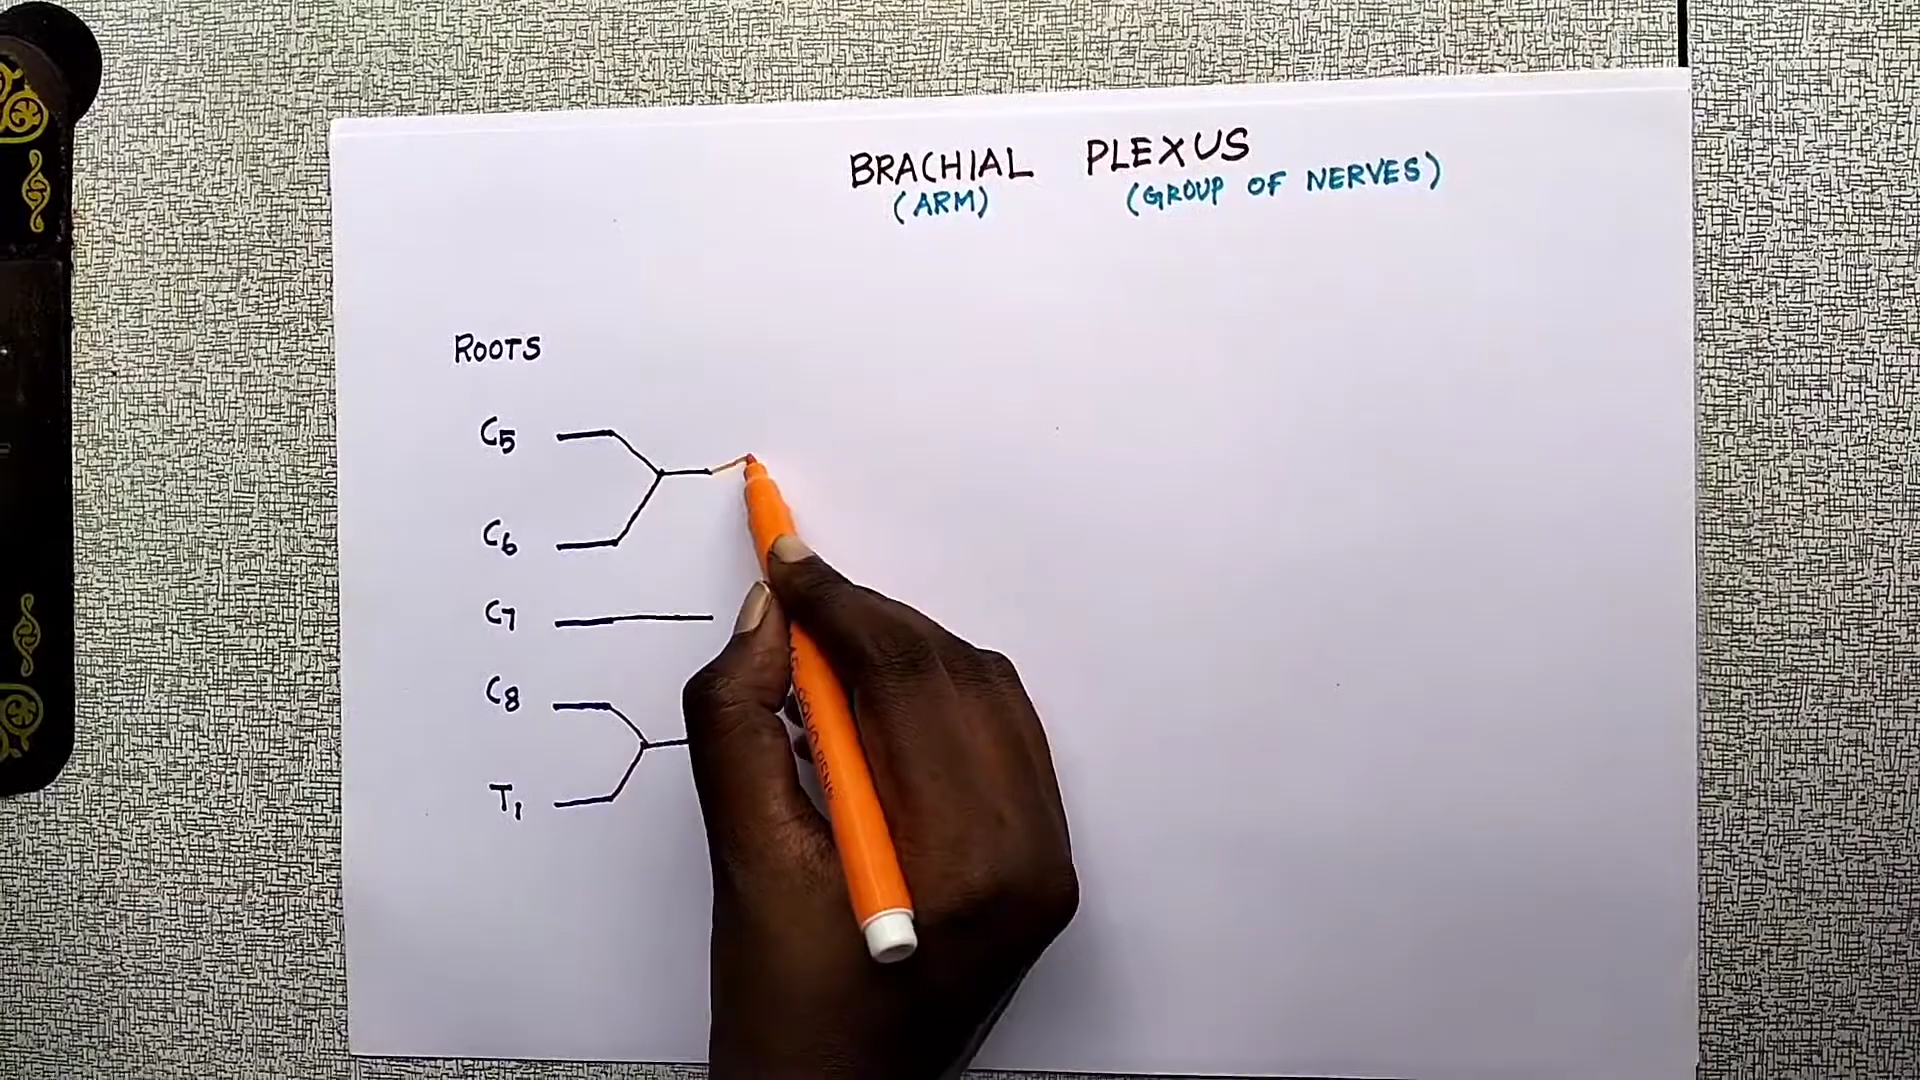 BRACHIAL PLEXUS
(ARM) (GROUP OF NERVES)
ROOTS
C5
C6
C7
C8
T1